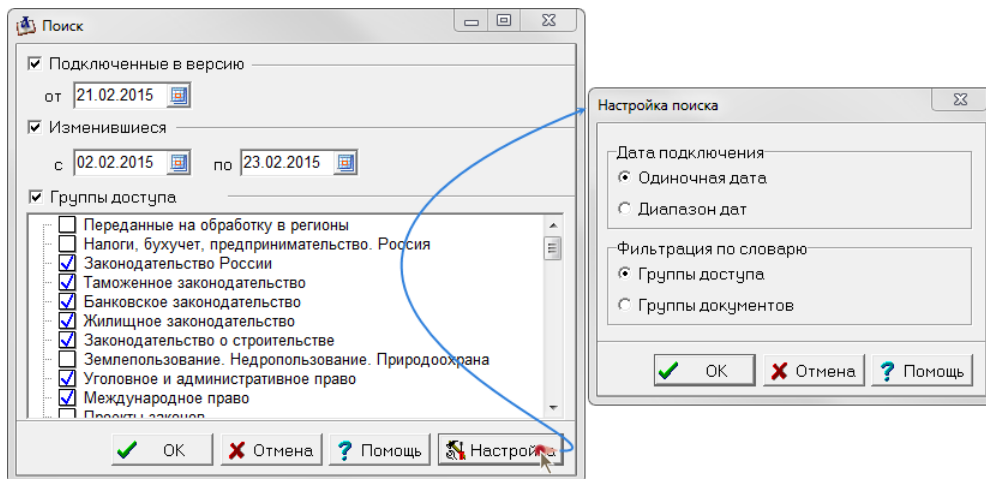 Поиск
Подключенные в версию
от 21.02.2015
Изменившиеся
с 02.02.2015 по 23.02.2015
Группы доступа
Переданные на обработку в регионы
Налоги, бухучет, предпринимательство. Россия
Законодательство России
Таможенное законодательство
Банковское законодательство
Жилищное законодательство
Законодательство о строительстве
Землепользование. Недропользование. Природоохрана
Уголовное и административное право
Международное право
Проекты законов
ОК
Отмена
Помощь
Настройка
Настройка поиска
Дата подключения
Одиночная дата
Диапазон дат
Фильтрация по словарю
Группы доступа
Группы документов
ОК
Отмена
Помощь